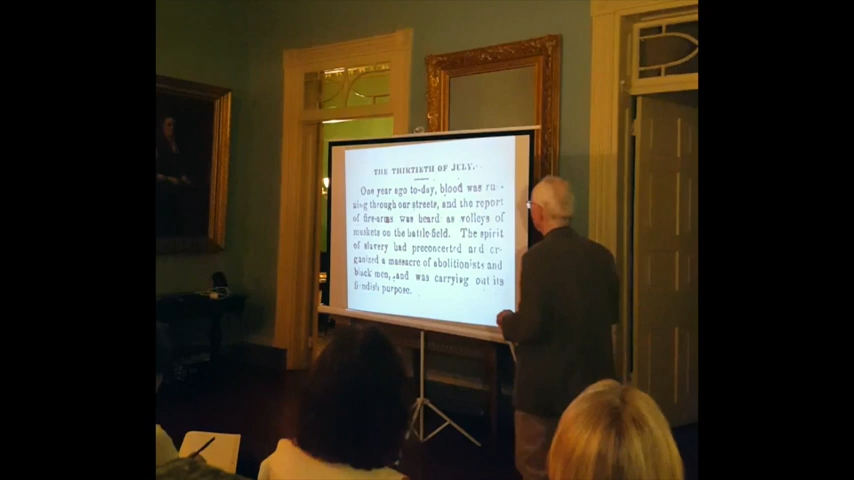 THE THIRTIETH OF JULY.
One year ego to-day, blood was ru-
ning through our streets, and the report
of fire-arms was heard as volleys of
muskets on the battle-field. The spirit
of slavery had preconcerted and or-
ganized a massacre of abolitionists and
black men, and was carrying out its
fiendish purpose.